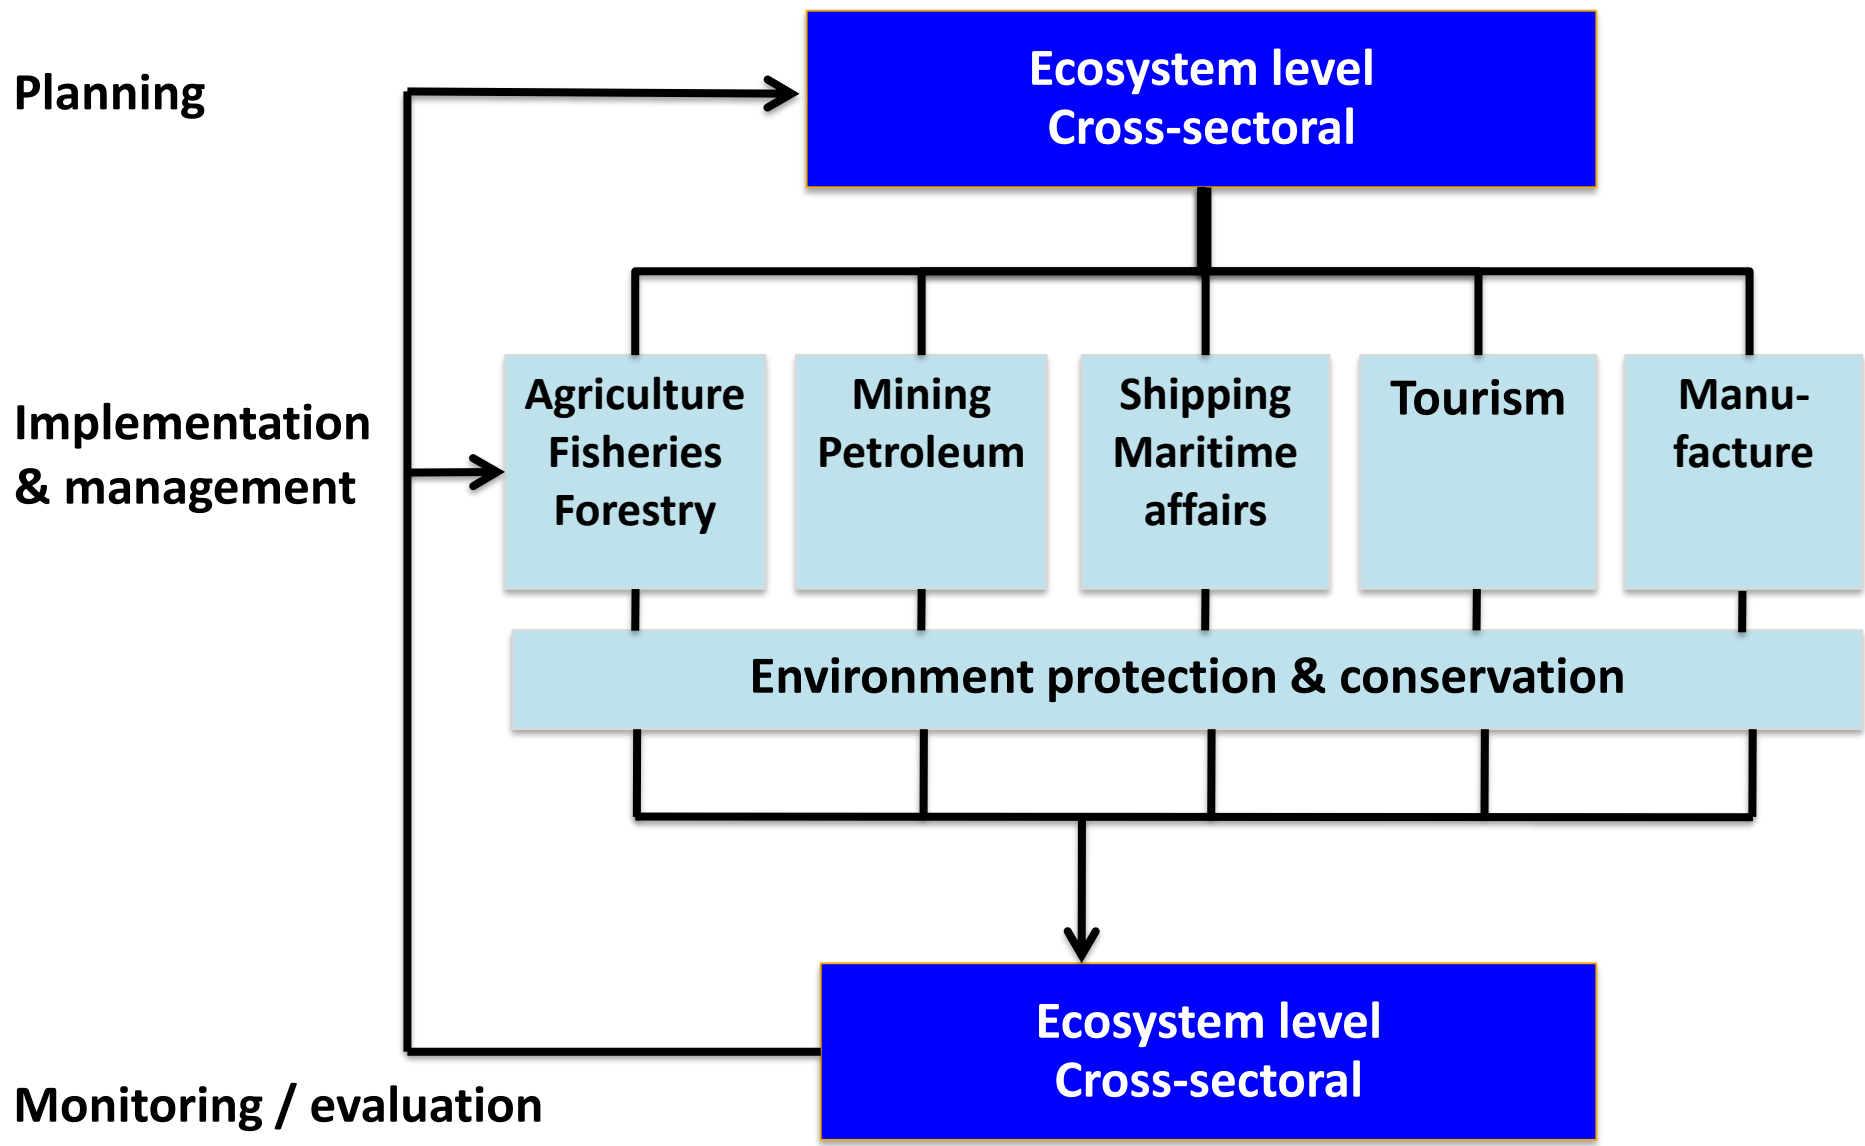 Planning
Ecosystem level
Cross-sectoral
Implementation
& management
Agriculture
Fisheries
Forestry
Mining
Petroleum
Shipping
Maritime
affairs
Tourism
Manu-
facture
Environment protection & conservation
Monitoring / evaluation
Ecosystem level
Cross-sectoral